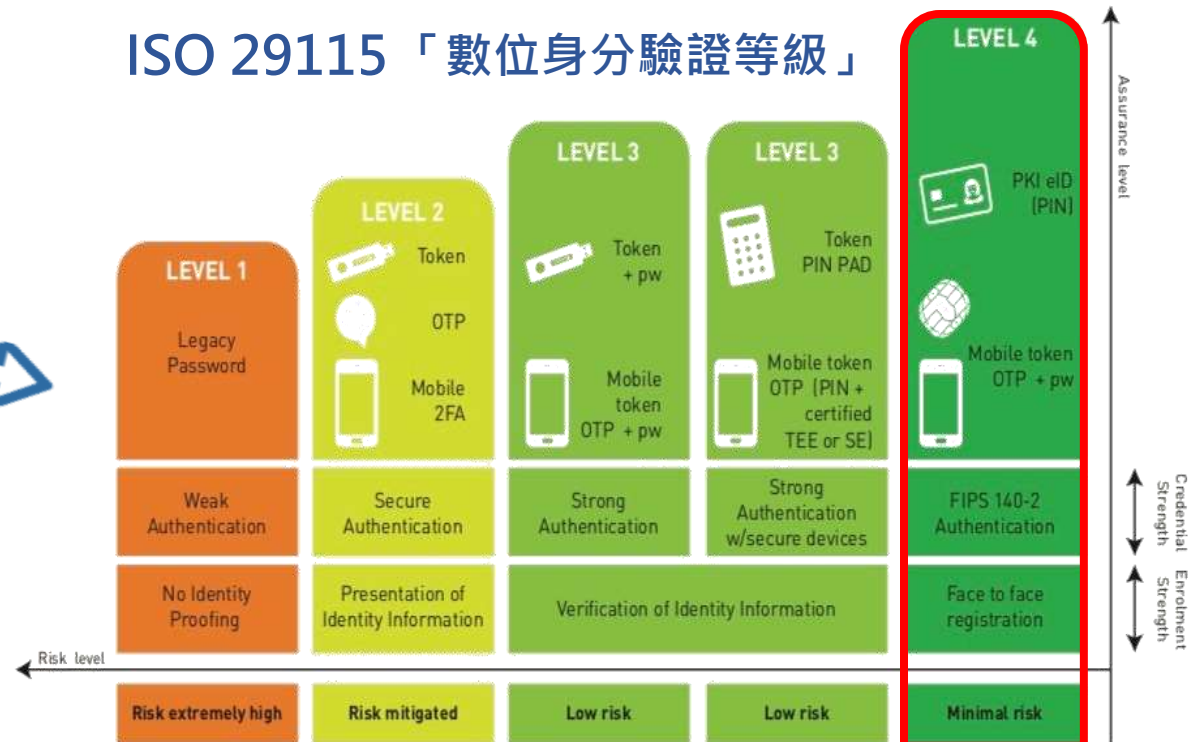 ISO 29115「數位身分驗證等級」
LEVEL 1
Legacy
Password
Weak
Authentication
No Identity
Proofing
Risk extremely high
LEVEL 2
Token
OTP
Mobile
2FA
Secure
Authentication
Presentation of
Identity Information
Risk mitigated
LEVEL 3
Token
+ pw
Mobile
token
OTP + pw
Strong
Authentication
LEVEL 3
Token
PIN PAD
Mobile token
OTP (PIN +
certified
TEE or SE)
Strong
Authentication
w/secure devices
Verification of Identity Information
Low risk
Low risk
LEVEL 4
PKI eID
(PIN)
Mobile token
OTP + pw
FIPS 140-2
Authentication
Face to face
registration
Minimal risk
Assurance level
Credential
Strength
Enrolment
Strength
Risk level